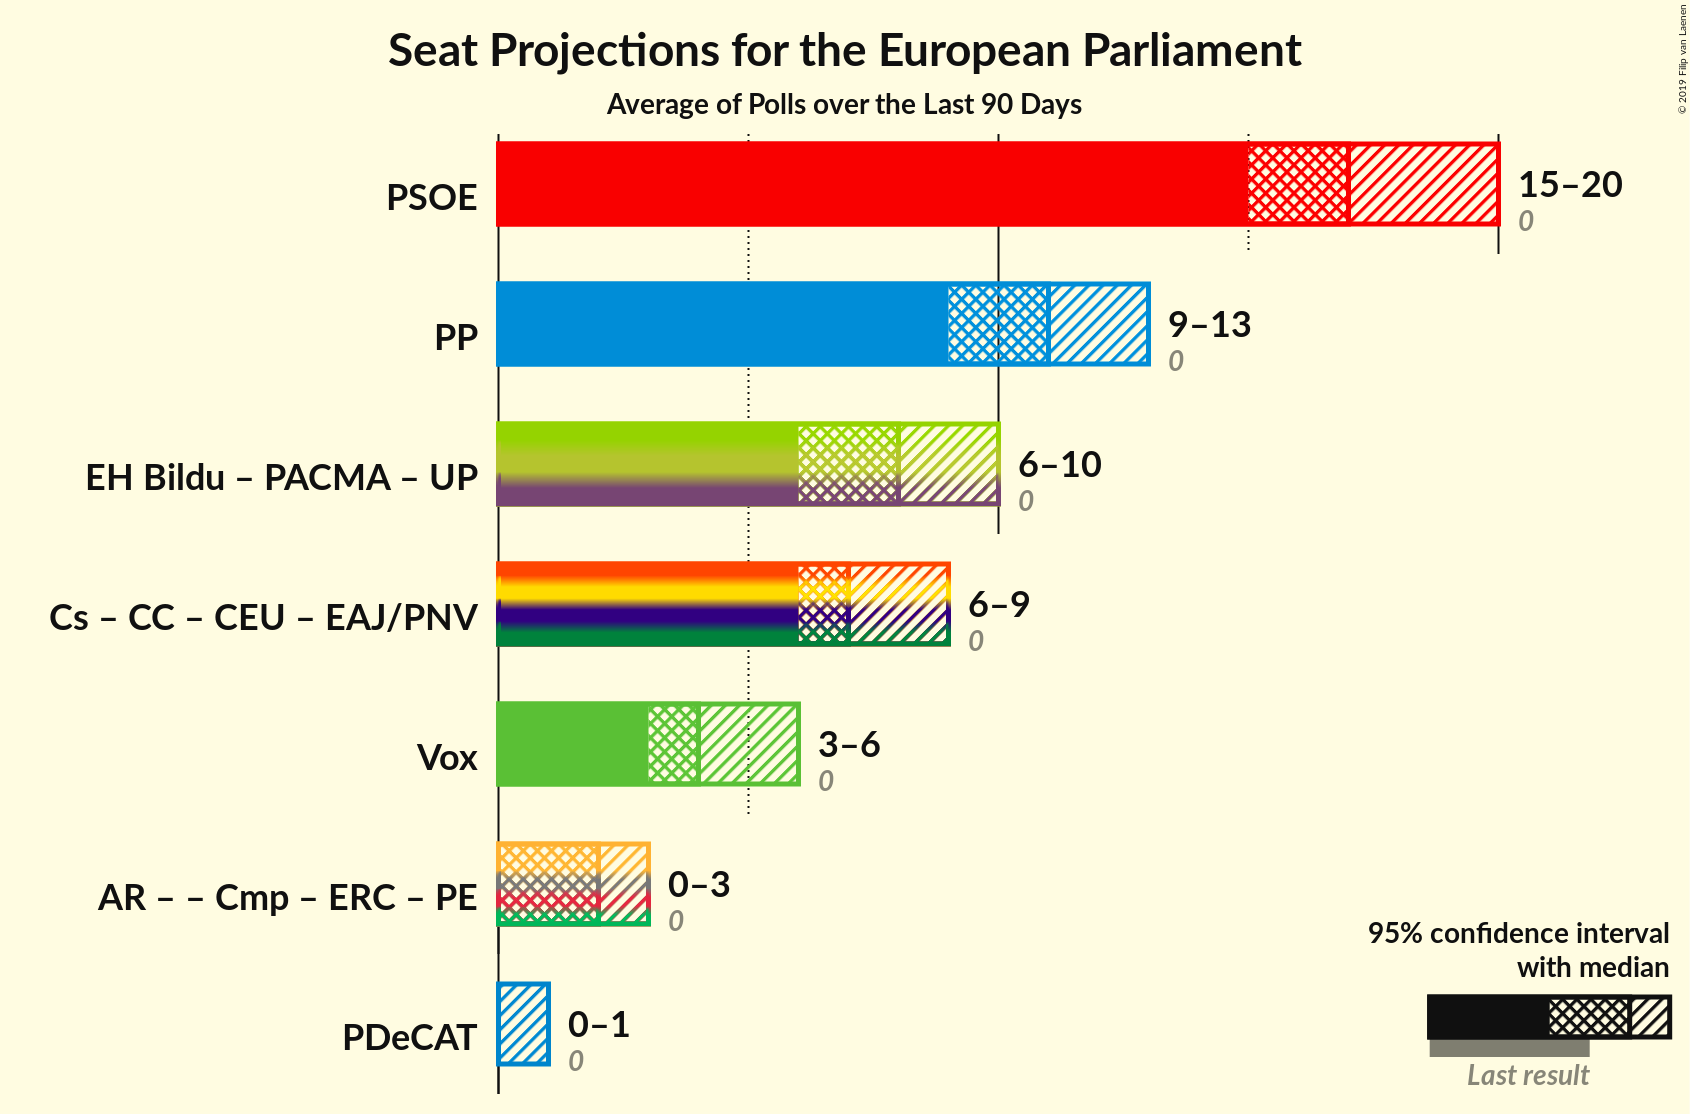 Seat Projections for the European Parliament
Average of Polls over the Last 90 Days
© 2019 Filip van Laenen
PSOE
15–20
0
PP
9–13
0
EH Bildu – PACMA – UP
6–10
0
Cs – CC – CEU – EAJ/PNV
6–9
0
Vox
3–6
0
AR – – Cmp – ERC – PE
0–3
0
PDeCAT
0–1
0
95% confidence interval
with median
Last result